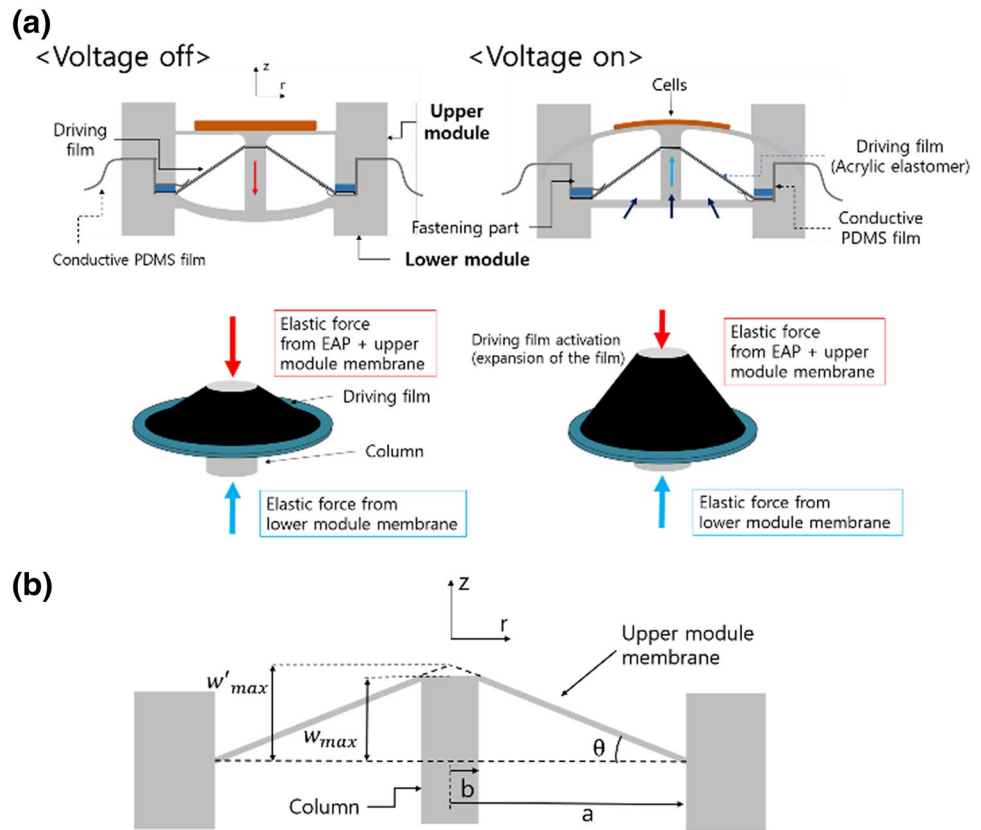 (a)
<Voltage off>
<Voltage on>
z
r
Cells
Driving
film
Upper
module
Driving film
(Acrylic elastomer)
Fastening part
Conductive
PDMS film
Conductive PDMS film
Lower module
Elastic force
from EAP + upper
module membrane
Driving film
Column
Elastic force from
lower module membrane
Driving film activation
(expansion of the film)
Elastic force
from EAP + upper
module membrane
Elastic force from
lower module membrane
(b)
z
r
Upper module
membrane
w'max
wmax
θ
b
Column
a